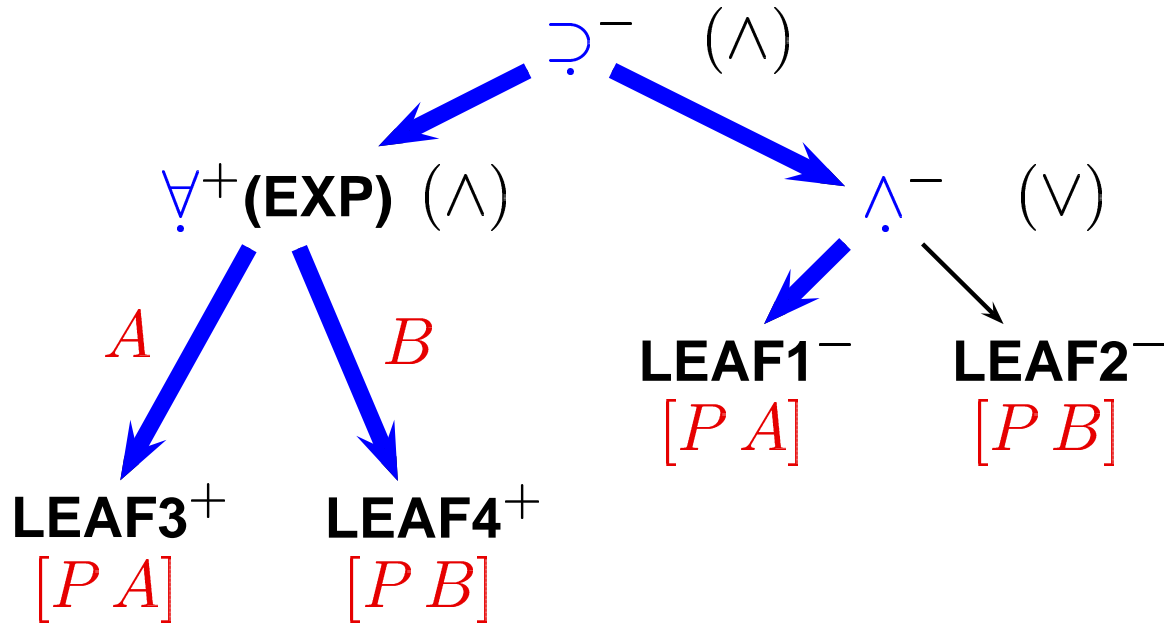 ⊃̣⁻ (∧)
∀̣⁺(EXP) (∧)
∧̣⁻ (∨)
A
B
LEAF1⁻
[P A]
LEAF2⁻
[P B]
LEAF3⁺
[P A]
LEAF4⁺
[P B]